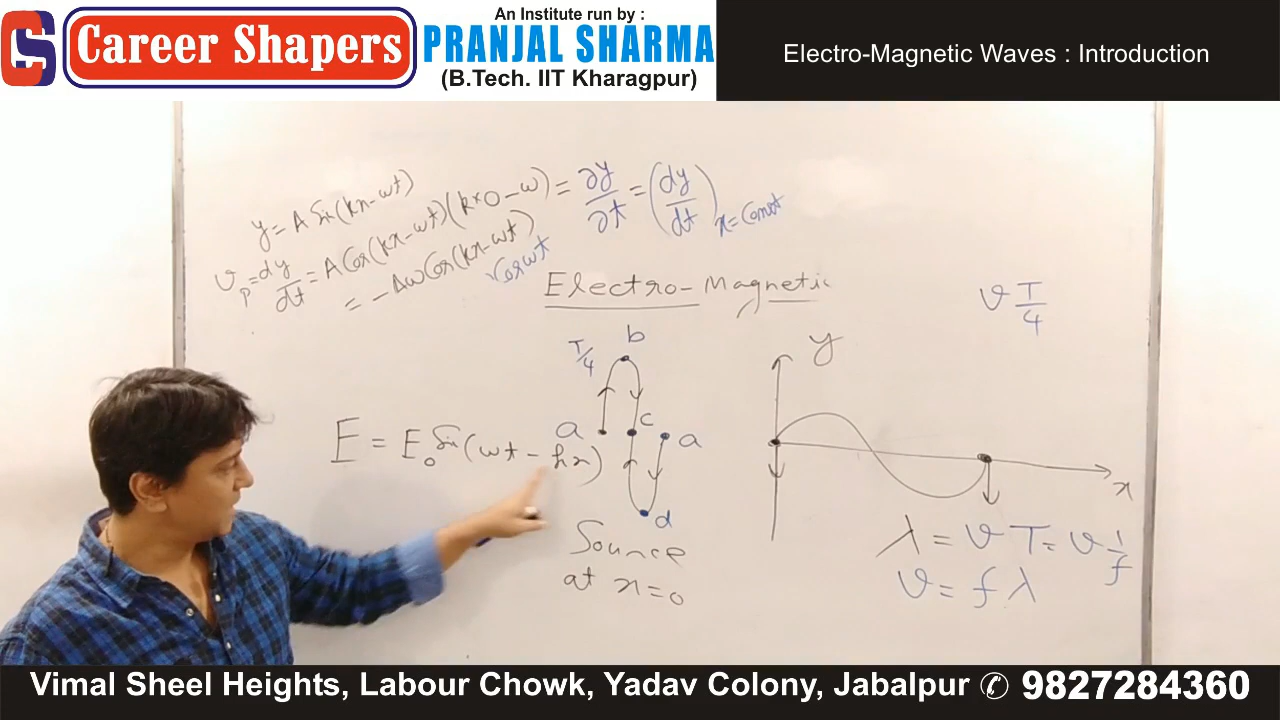 CS Career Shapers
An Institute run by :
PRANJAL SHARMA
(B.Tech. IIT Kharagpur)
Electro-Magnetic Waves : Introduction
y = A Sin(kx-ωt)
v_p = dy/dt = A Cos(kx-ωt)(k×0-ω) = ∂y/∂t = (dy/dt)x=const
= -Aω Cos(kx-ωt)
Cosωt
Electro-Magnetic
v T/4
T/4
b
y
a
c
a
E = E₀ Sin(ωt - kx)
x
d
Source
at x=0
λ = v T = v 1/f
v = f λ
Vimal Sheel Heights, Labour Chowk, Yadav Colony, Jabalpur ✆ 9827284360